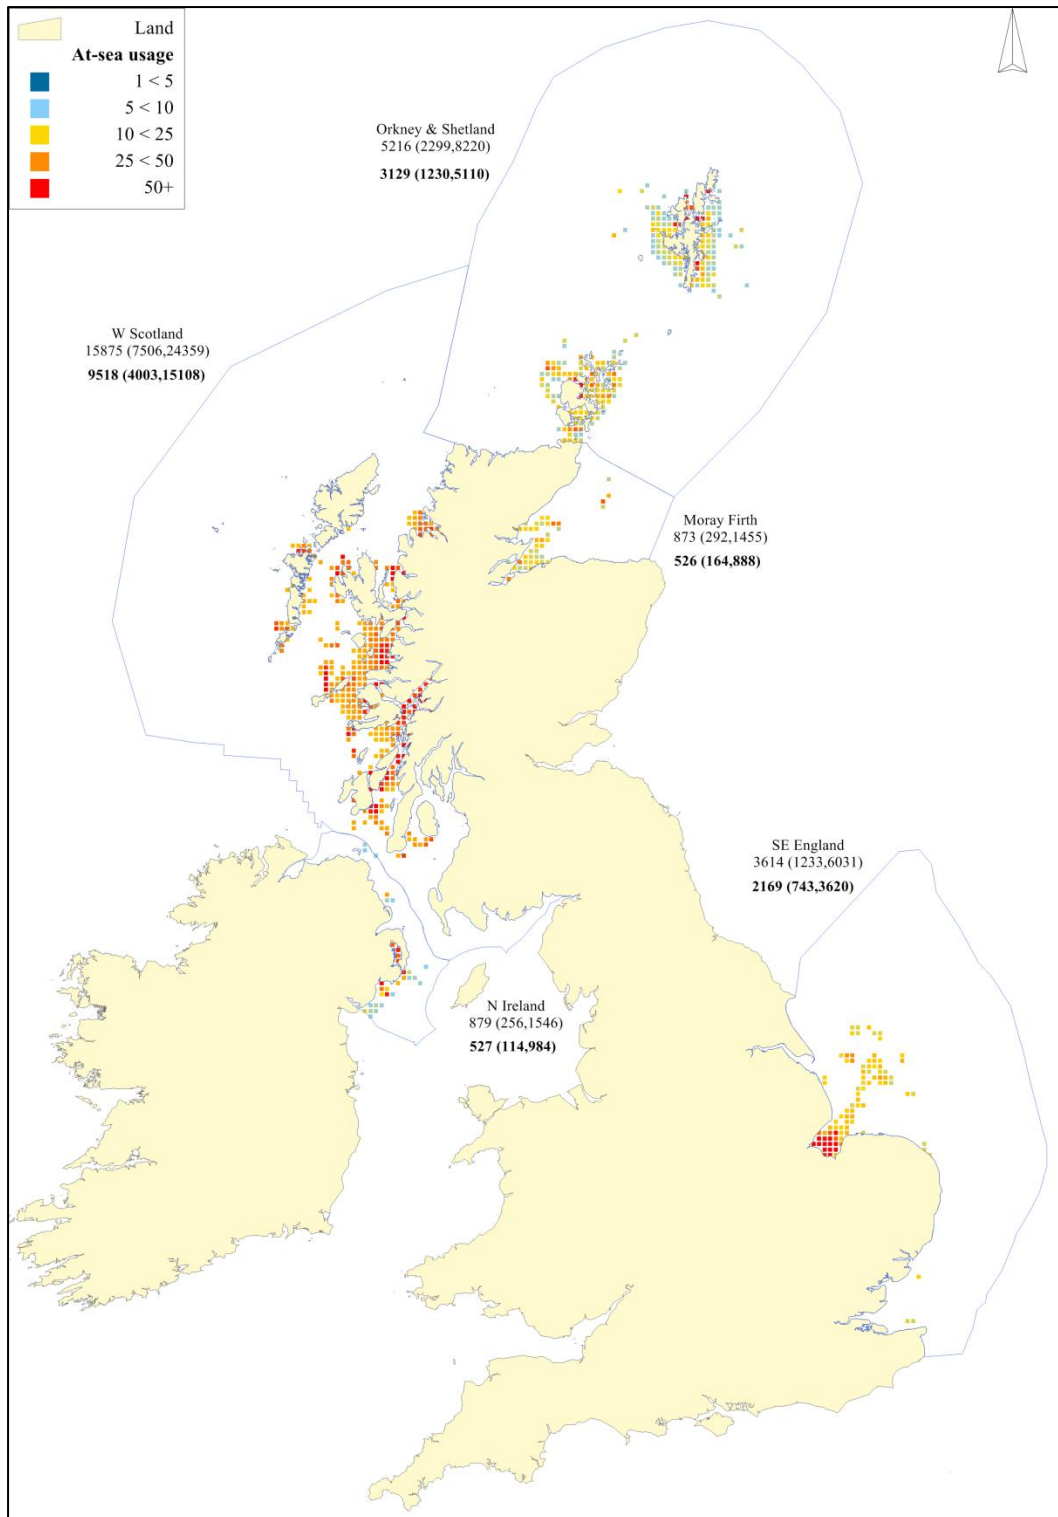 Land
At-sea usage
1 < 5
5 < 10
10 < 25
25 < 50
50+
Orkney & Shetland
5216 (2299,8220)
3129 (1230,5110)
W Scotland
15875 (7506,24359)
9518 (4003,15108)
Moray Firth
873 (292,1455)
526 (164,888)
SE England
3614 (1233,6031)
2169 (743,3620)
N Ireland
879 (256,1546)
527 (114,984)